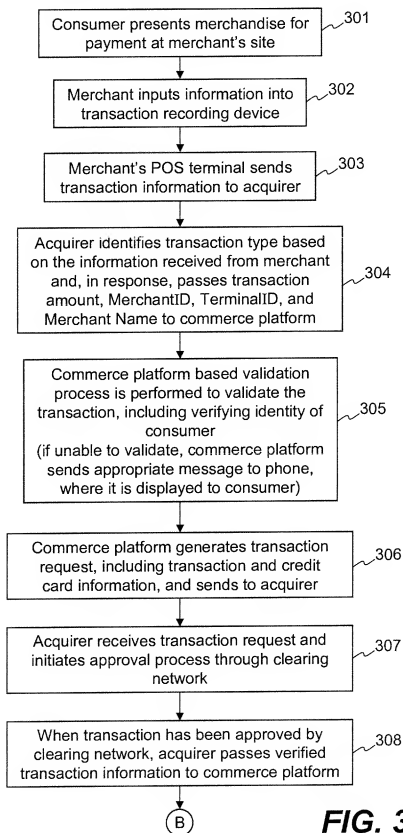 Consumer presents merchandise for
payment at merchant's site
301
Merchant inputs information into
transaction recording device
302
Merchant's POS terminal sends
transaction information to acquirer
303
Acquirer identifies transaction type based
on the information received from merchant
and, in response, passes transaction
amount, MerchantID, TerminalID, and
Merchant Name to commerce platform
304
Commerce platform based validation
process is performed to validate the
transaction, including verifying identity of
consumer
(if unable to validate, commerce platform
sends appropriate message to phone,
where it is displayed to consumer)
305
Commerce platform generates transaction
request, including transaction and credit
card information, and sends to acquirer
306
Acquirer receives transaction request and
initiates approval process through clearing
network
307
When transaction has been approved by
clearing network, acquirer passes verified
transaction information to commerce platform
308
B
FIG. 3